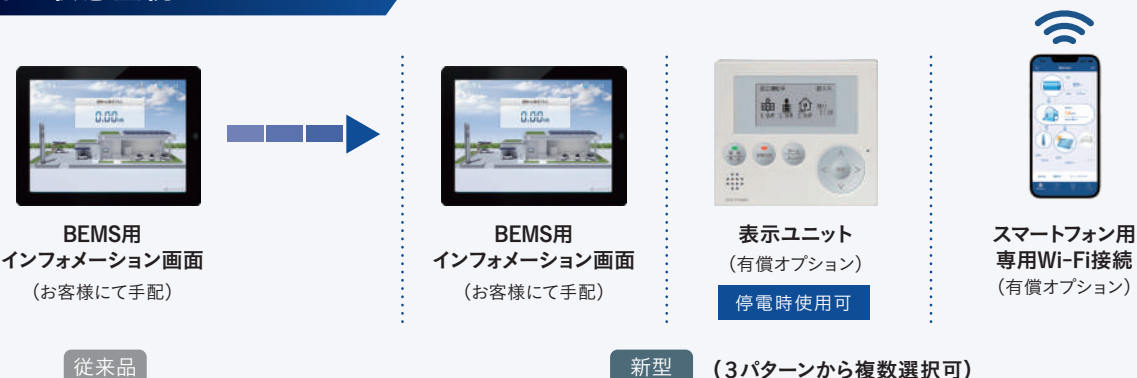 BEMS用
インフォメーション画面
（お客様にて手配）
従来品
BEMS用
インフォメーション画面
（お客様にて手配）
表示ユニット
（有償オプション）
停電時使用可
スマートフォン用
専用Wi-Fi接続
（有償オプション）
新型
（3パターンから複数選択可）
0.00
0.00